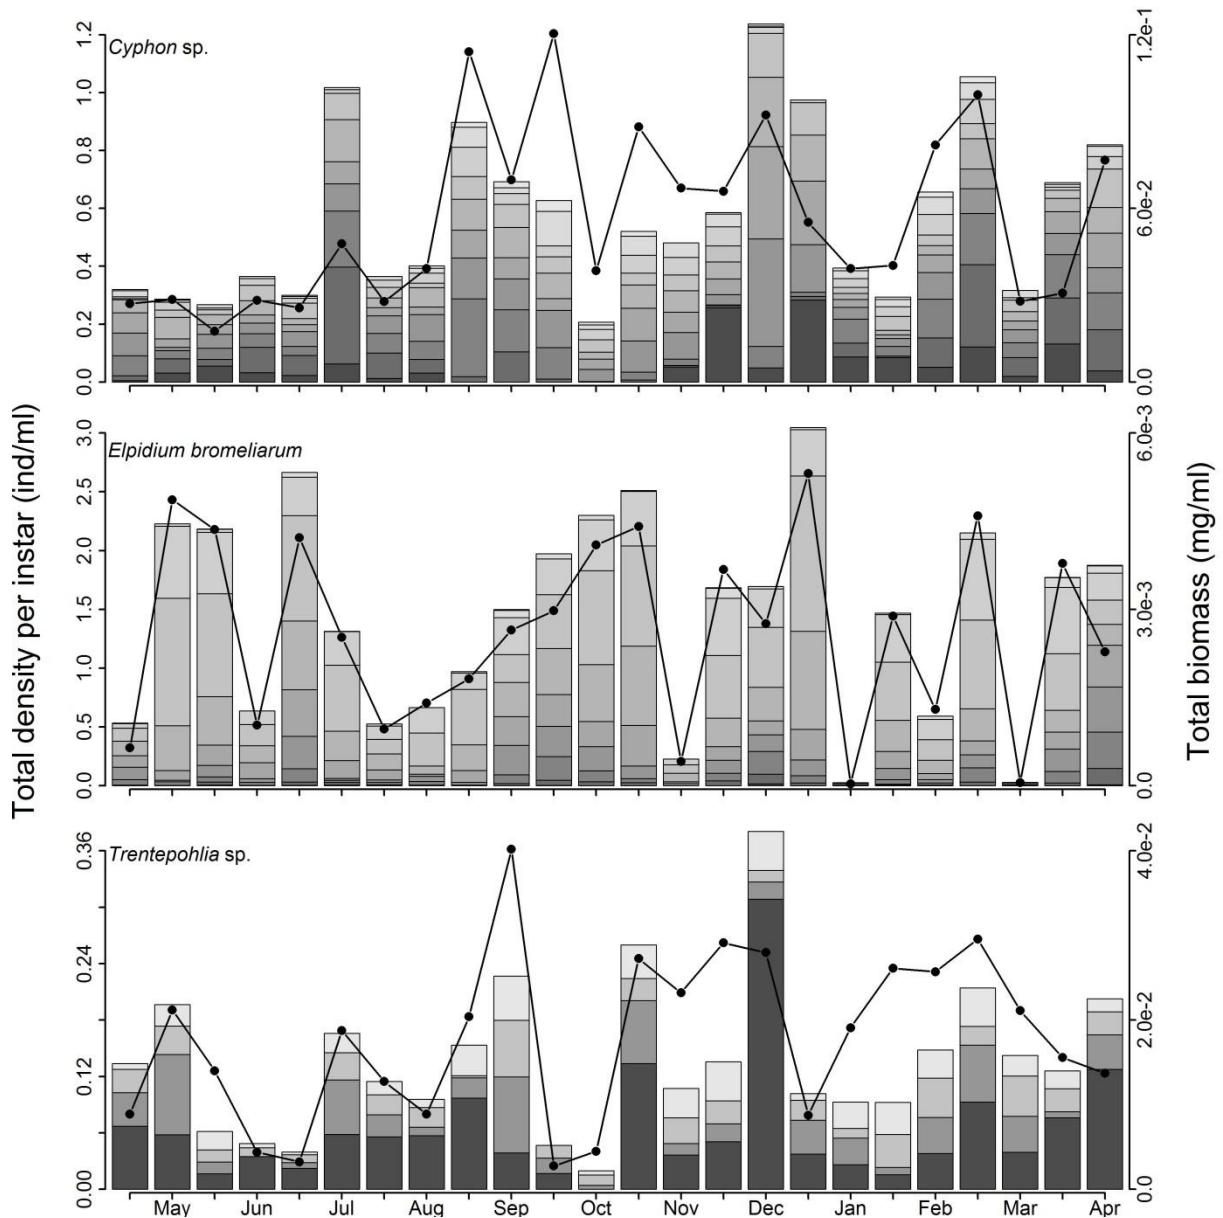 Total density per instar (ind/ml)
Total biomass (mg/ml)
Cyphon sp.
1.2
1.0
0.8
0.6
0.4
0.2
0.0
1.2e-1
6.0e-2
0.0
Elpidium bromeliarum
3.0
2.5
2.0
1.5
1.0
0.5
0.0
6.0e-3
3.0e-3
0.0
Trentepohlia sp.
0.36
0.24
0.12
0.00
4.0e-2
2.0e-2
0.0
May Jun Jul Aug Sep Oct Nov Dec Jan Feb Mar Apr